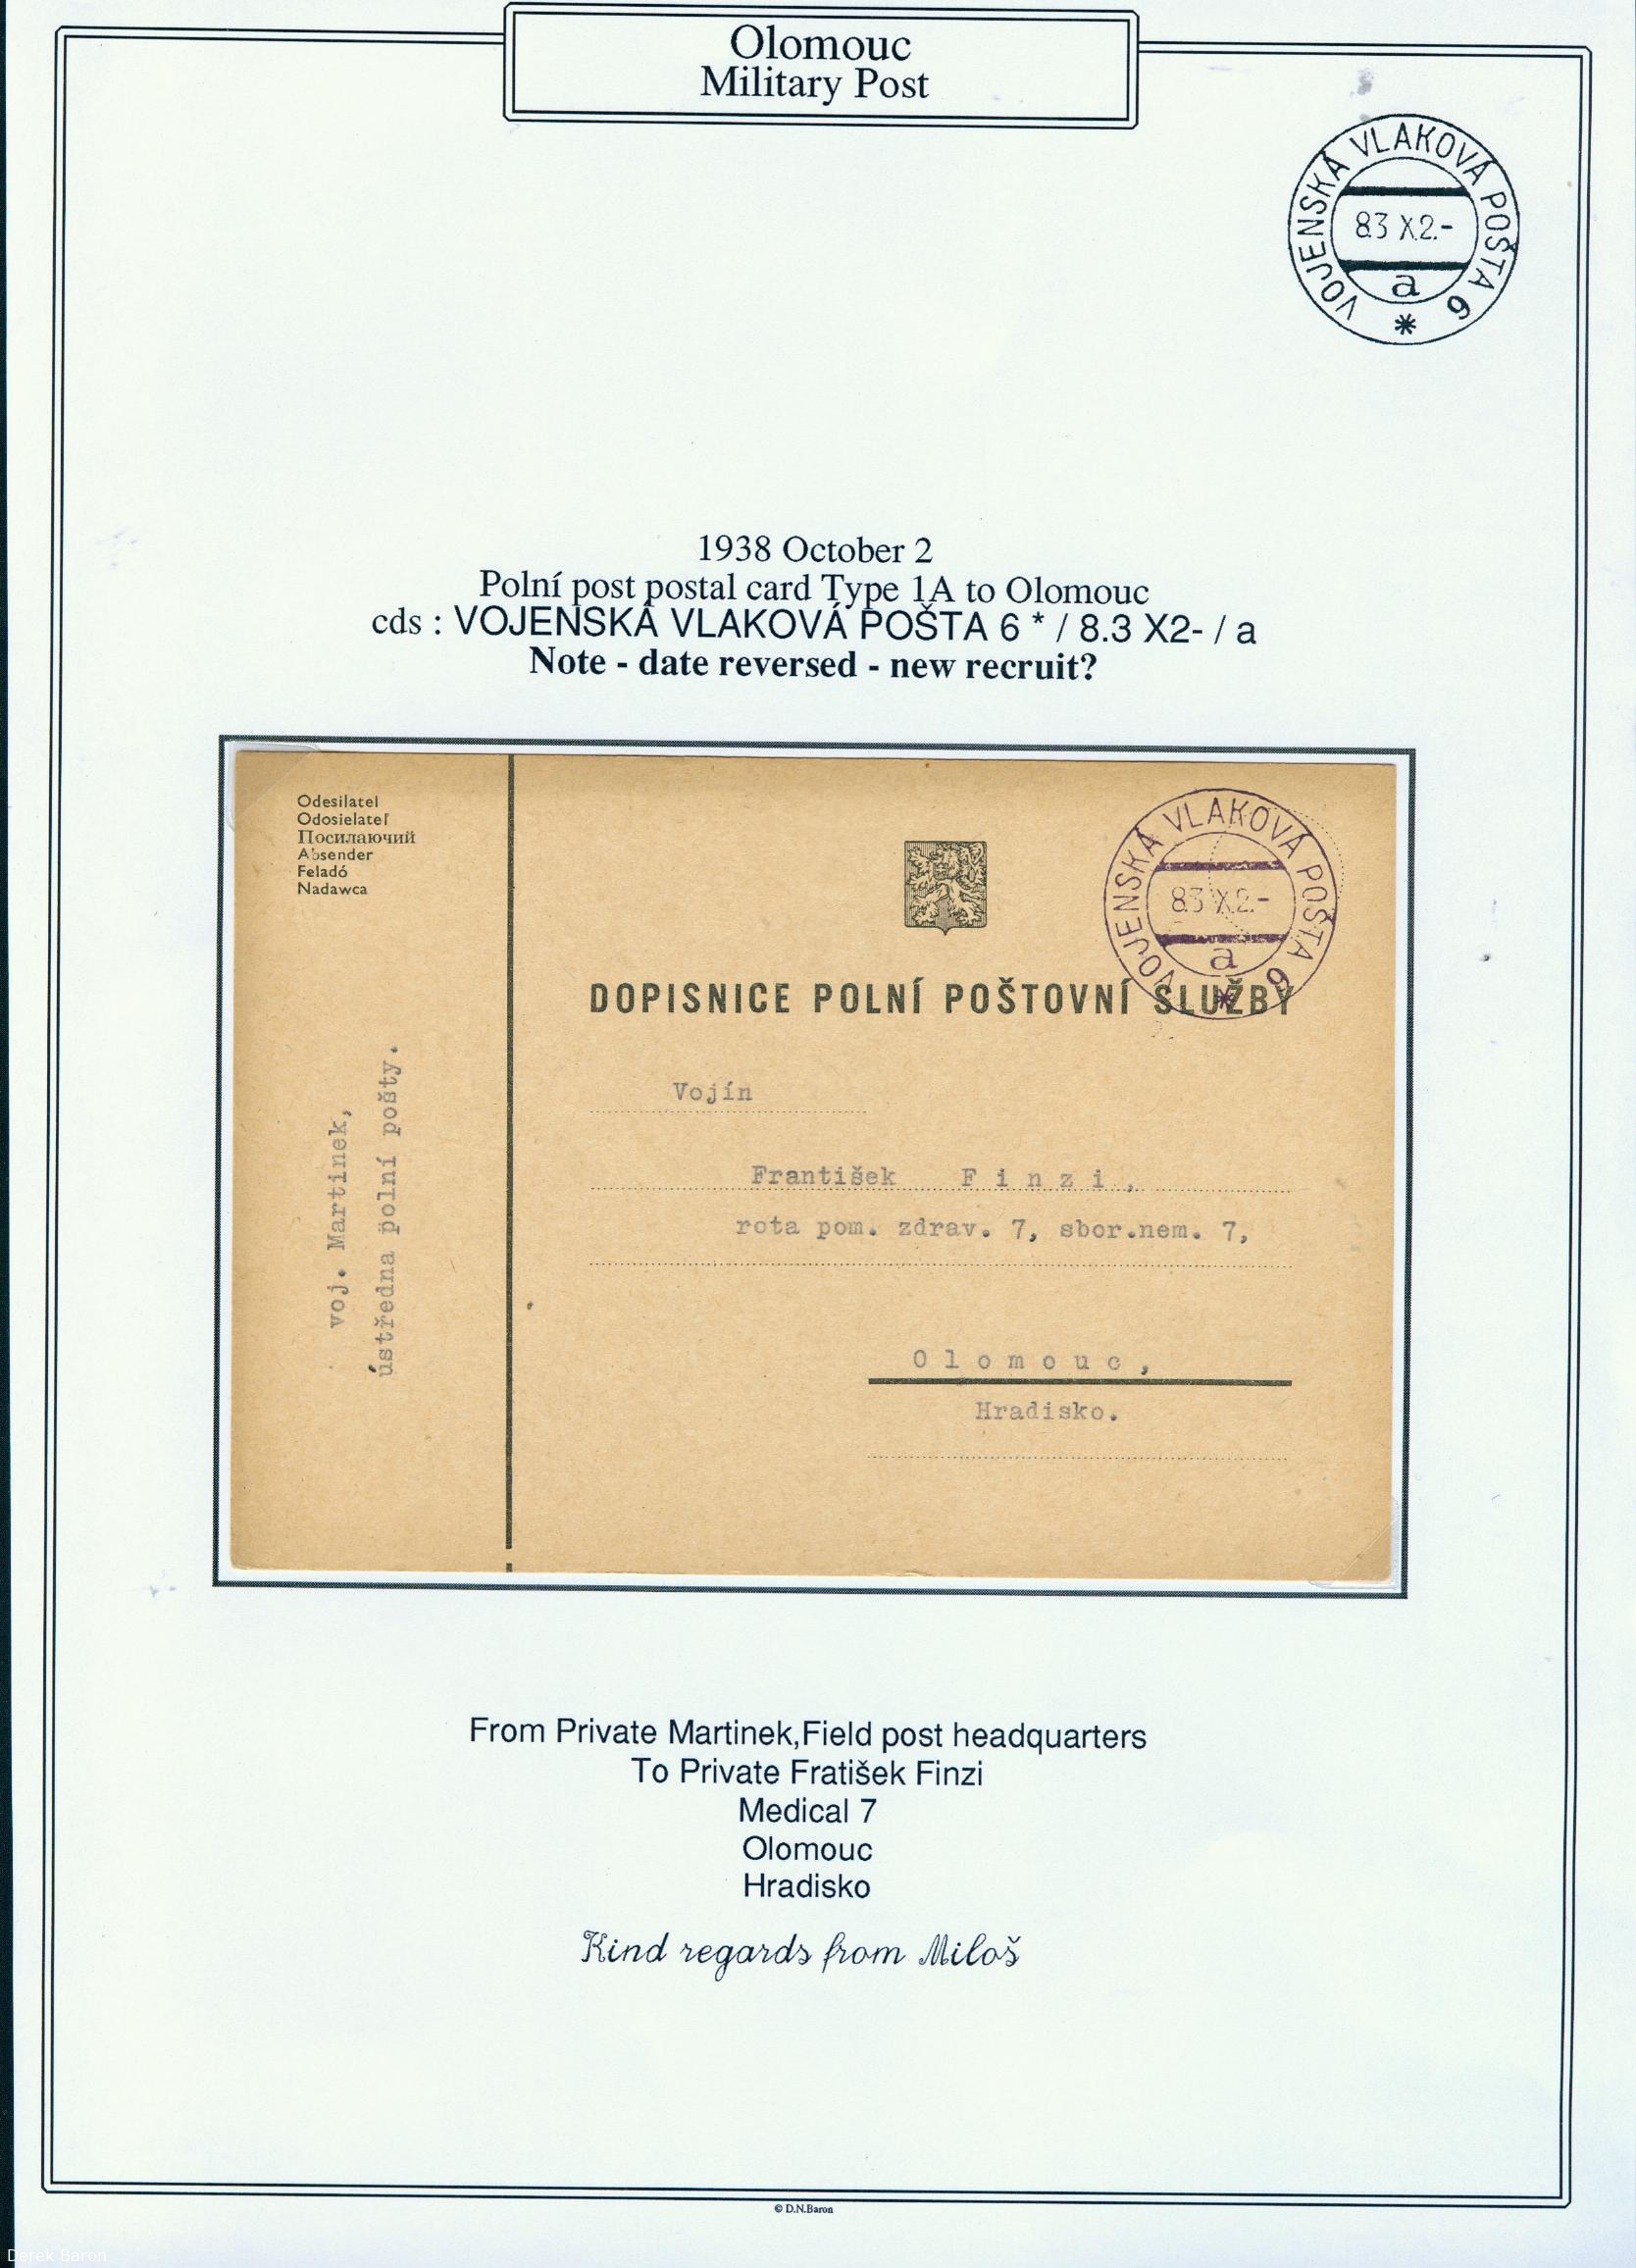 Olomouc
Military Post
VOJENSKÁ VLAKOVÁ POŠTA 6
83 X.2.-
a
*
1938 October 2
Polní post postal card Type 1A to Olomouc
cds : VOJENSKÁ VLAKOVÁ POŠTA 6 * / 8.3 X2- / a
Note - date reversed - new recruit?
Odesilatel
Odosielateľ
Посилаючий
Absender
Feladó
Nadawca
voj. Martinek,
ústředna polní pošty.
VOJENSKÁ VLAKOVÁ POŠTA 6
83 X.2.-
a
*
DOPISNICE POLNÍ POŠTOVNÍ SLUŽBY
Vojín
František F i n z i ,
rota pom. zdrav. 7, sbor.nem. 7,
O l o m o u c ,
Hradisko.
From Private Martinek,Field post headquarters
To Private Fratišek Finzi
Medical 7
Olomouc
Hradisko
Kind regards from Miloš
© D.N.Baron
Derek Baron